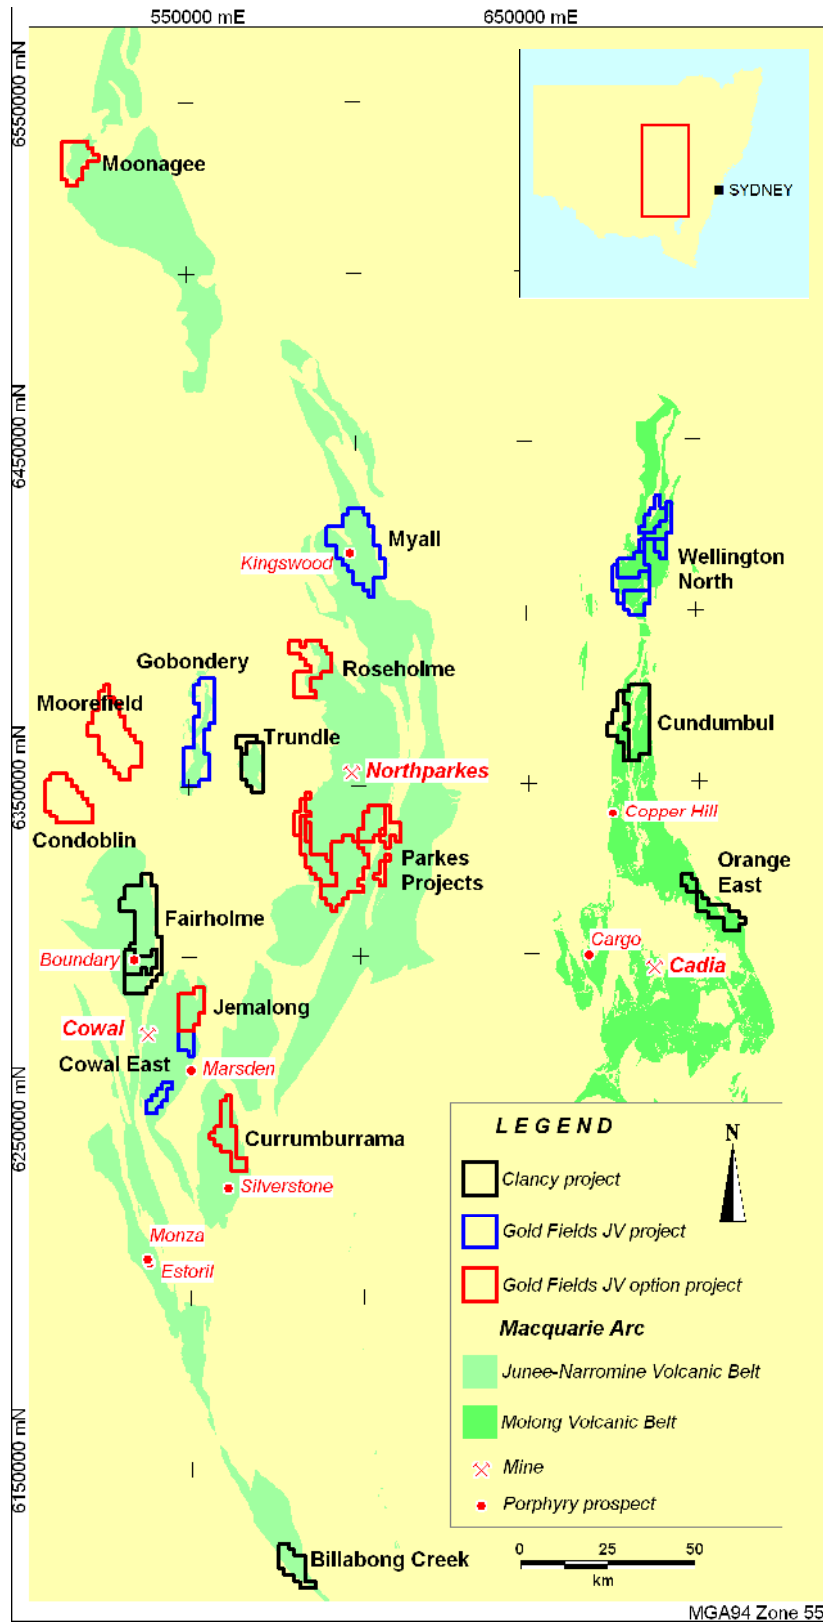 550000 mE
650000 mE
6550000 mN
SYDNEY
Moonagee
6450000 mN
Myall
Kingswood
Wellington
North
Gobondery
Roseholme
Moorefield
Cundumbul
Trundle
6350000 mN
Northparkes
Copper Hill
Condoblin
Parkes
Projects
Orange
East
Fairholme
Boundary
Cargo
Cadia
Jemalong
Cowal
Cowal East
Marsden
6250000 mN
Currumburrama
Silverstone
Monza
Estoril
LEGEND
N
Clancy project
Gold Fields JV project
Gold Fields JV option project
Macquarie Arc
Junee-Narromine Volcanic Belt
Molong Volcanic Belt
Mine
Porphyry prospect
6150000 mN
Billabong Creek
0 25 50
km
MGA94 Zone 55